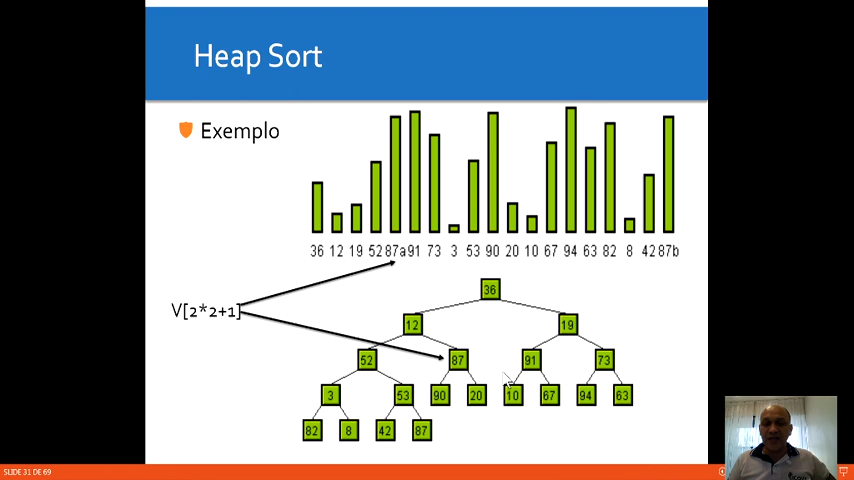 Heap Sort
Exemplo
36 12 19 52 87a 91 73 3 53 90 20 10 67 94 63 82 8 42 87b
36
V[2*2+1]
12 19
52 87 91 73
3 53 90 20 10 67 94 63
82 8 42 87
SLIDE 31 DE 69